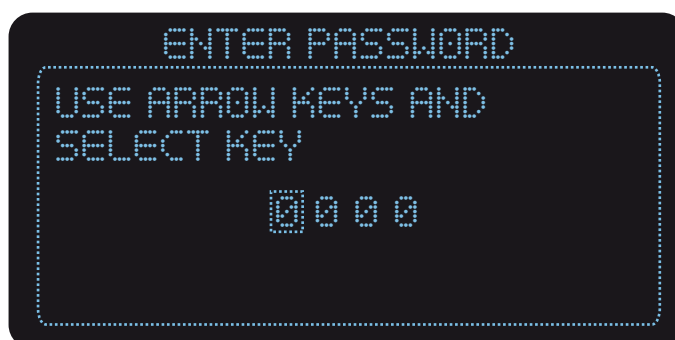 ENTER PASSWORD
USE ARROW KEYS AND
SELECT KEY
0 0 0 0